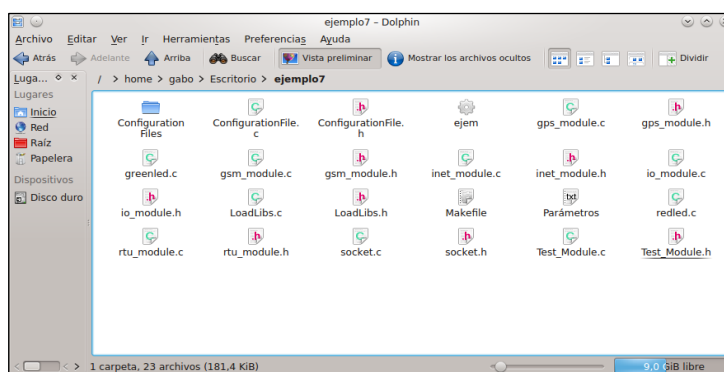 ejemplo7 – Dolphin
Archivo Editar Ver Ir Herramientas Preferencias Ayuda
Atrás Adelante Arriba Buscar Vista preliminar Mostrar los archivos ocultos Dividir
Luga... / > home > gabo > Escritorio > ejemplo7
Lugares
Inicio
Red
Raíz
Papelera
Dispositivos
Disco duro
Configuration Files ConfigurationFile.c ConfigurationFile.h ejem gps_module.c gps_module.h
greenled.c gsm_module.c gsm_module.h inet_module.c inet_module.h io_module.c
io_module.h LoadLibs.c LoadLibs.h Makefile Parámetros redled.c
rtu_module.c rtu_module.h socket.c socket.h Test_Module.c Test_Module.h
1 carpeta, 23 archivos (181,4 KiB) 9,0 GiB libre